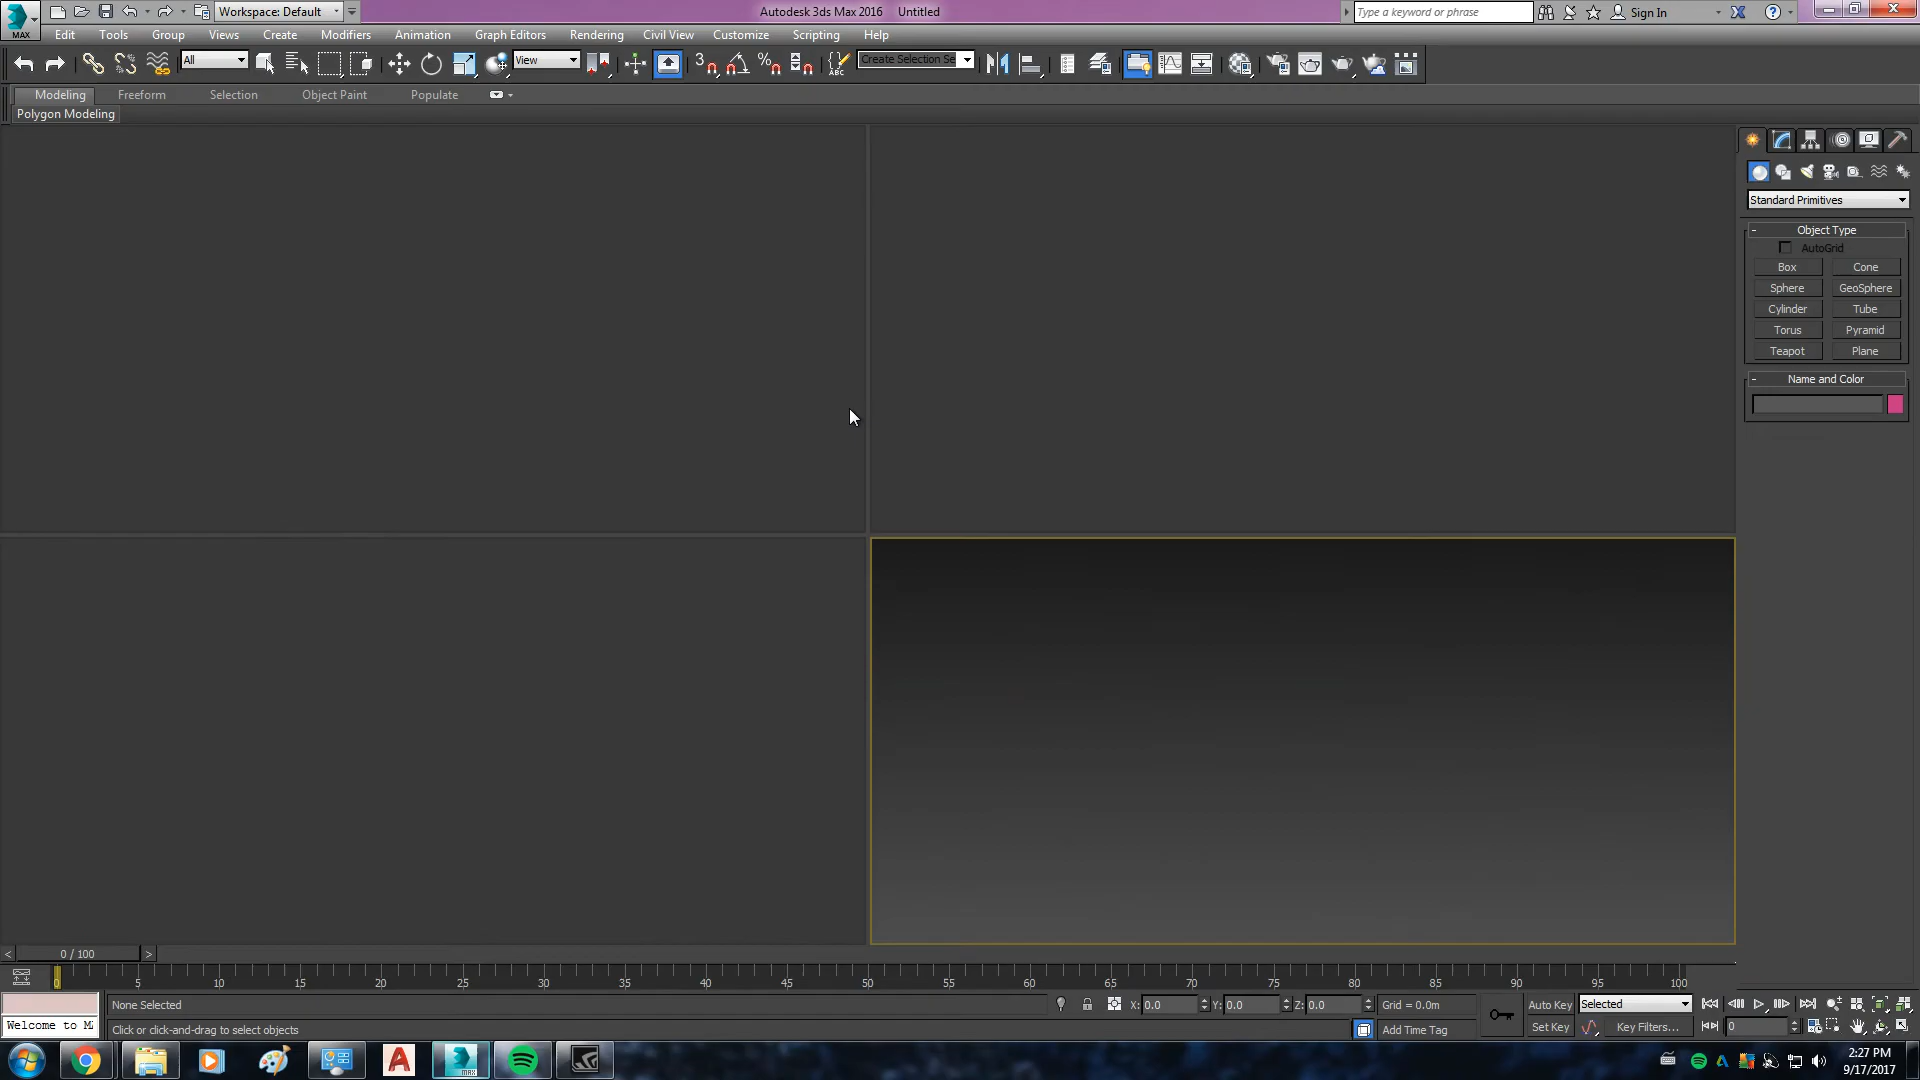 Workspace: Default
Autodesk 3ds Max 2016 Untitled
Type a keyword or phrase
Sign In
MAX
Edit Tools Group Views Create Modifiers Animation Graph Editors Rendering Civil View Customize Scripting Help
All
View
3
%
ABC
Create Selection Se
Modeling Freeform Selection Object Paint Populate
Polygon Modeling
Standard Primitives
- Object Type
AutoGrid
Box Cone
Sphere GeoSphere
Cylinder Tube
Torus Pyramid
Teapot Plane
- Name and Color
< 0 / 100 >
0 5 10 15 20 25 30 35 40 45 50 55 60 65 70 75 80 85 90 95 100
None Selected
X: 0.0 Y: 0.0 Z: 0.0 Grid = 0.0m
Auto Key Selected
Welcome to M
Click or click-and-drag to select objects
Add Time Tag
Set Key Key Filters... 0
MAX
2:27 PM
9/17/2017